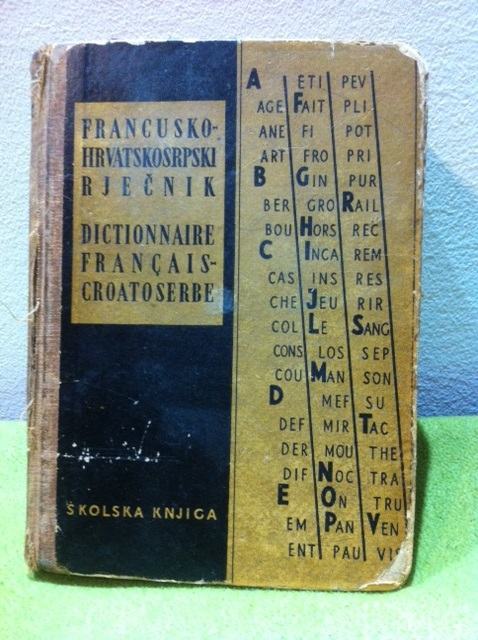 FRANCUSKO-
HRVATSKOSRPSKI
RJEČNIK
DICTIONNAIRE
FRANÇAIS-
CROATOSERBE
ŠKOLSKA KNJIGA
A ETI PEV
AGE FAIT PLI
ANE FI POT
ART FRO PRI
B GIN PUR
BER GRO RAIL
BOU HORS REC
C INCA REM
CAS INS RES
CHE JEU RIR
COL LE SANG
CONS LOS SEP
COU MAN SON
D MEF SU
DEF MIR TAC
DER MOU THE
DIF NOC TRA
E ON TRU
EM PAN VEN
ENT PAU VIS